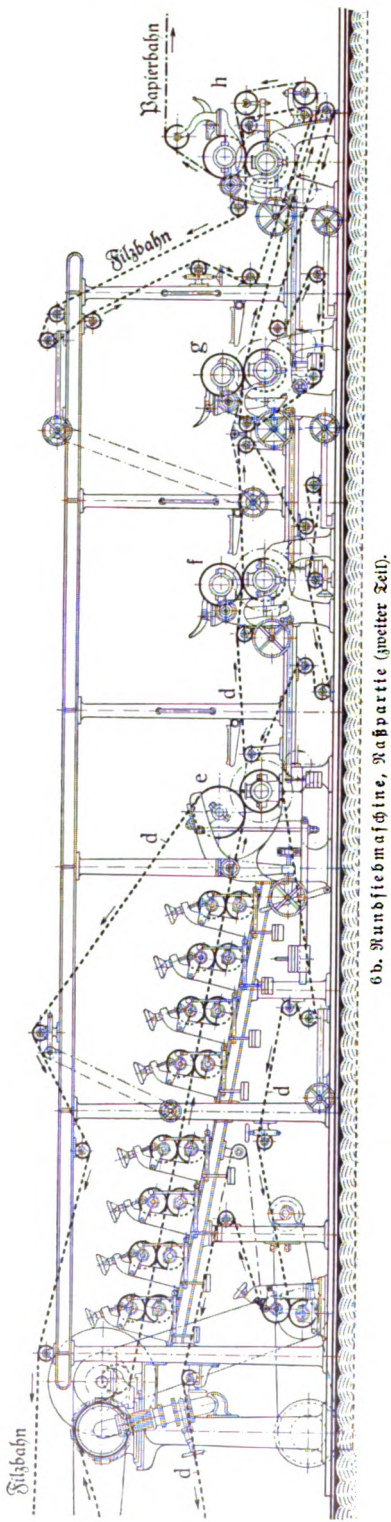 Filzbahn
d
d
d
e
d
f
g
Filzbahn
Papierbahn
h
6b. Rundsiebmaschine, Naßpartie (zweiter Teil).